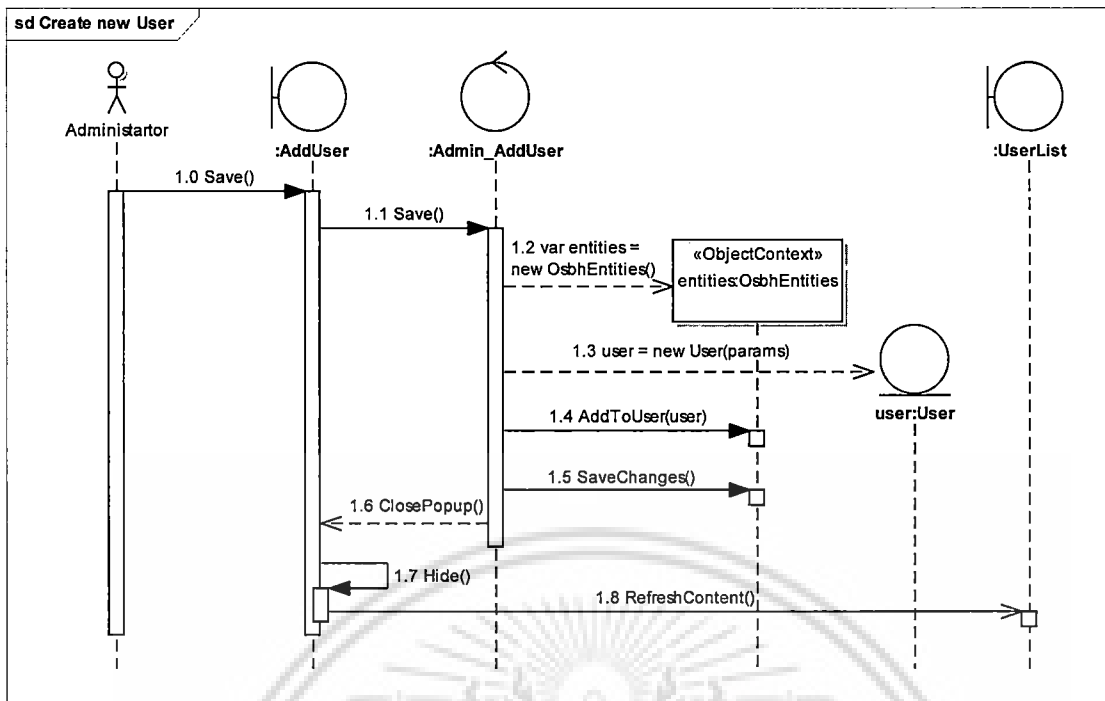 sd Create new User
Administartor
:AddUser
:Admin_AddUser
:UserList
1.0 Save()
1.1 Save()
1.2 var entities =
new OsbhEntities()
«ObjectContext»
entities:OsbhEntities
1.3 user = new User(params)
user:User
1.4 AddToUser(user)
1.5 SaveChanges()
1.6 ClosePopup()
1.7 Hide()
1.8 RefreshContent()